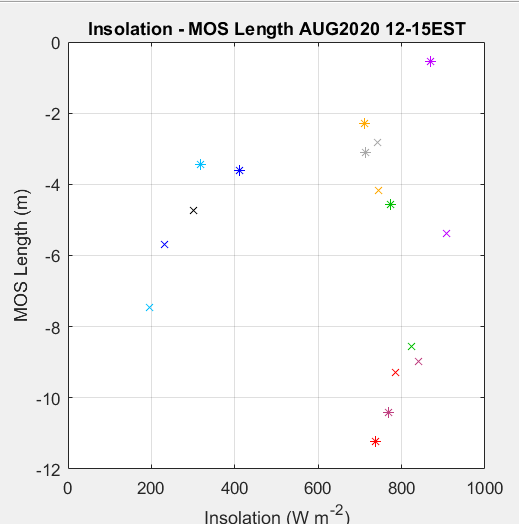 Insolation - MOS Length AUG2020 12-15EST
0
-2
-4
-6
-8
-10
-12
MOS Length (m)
0 200 400 600 800 1000
Insolation (W m⁻²)